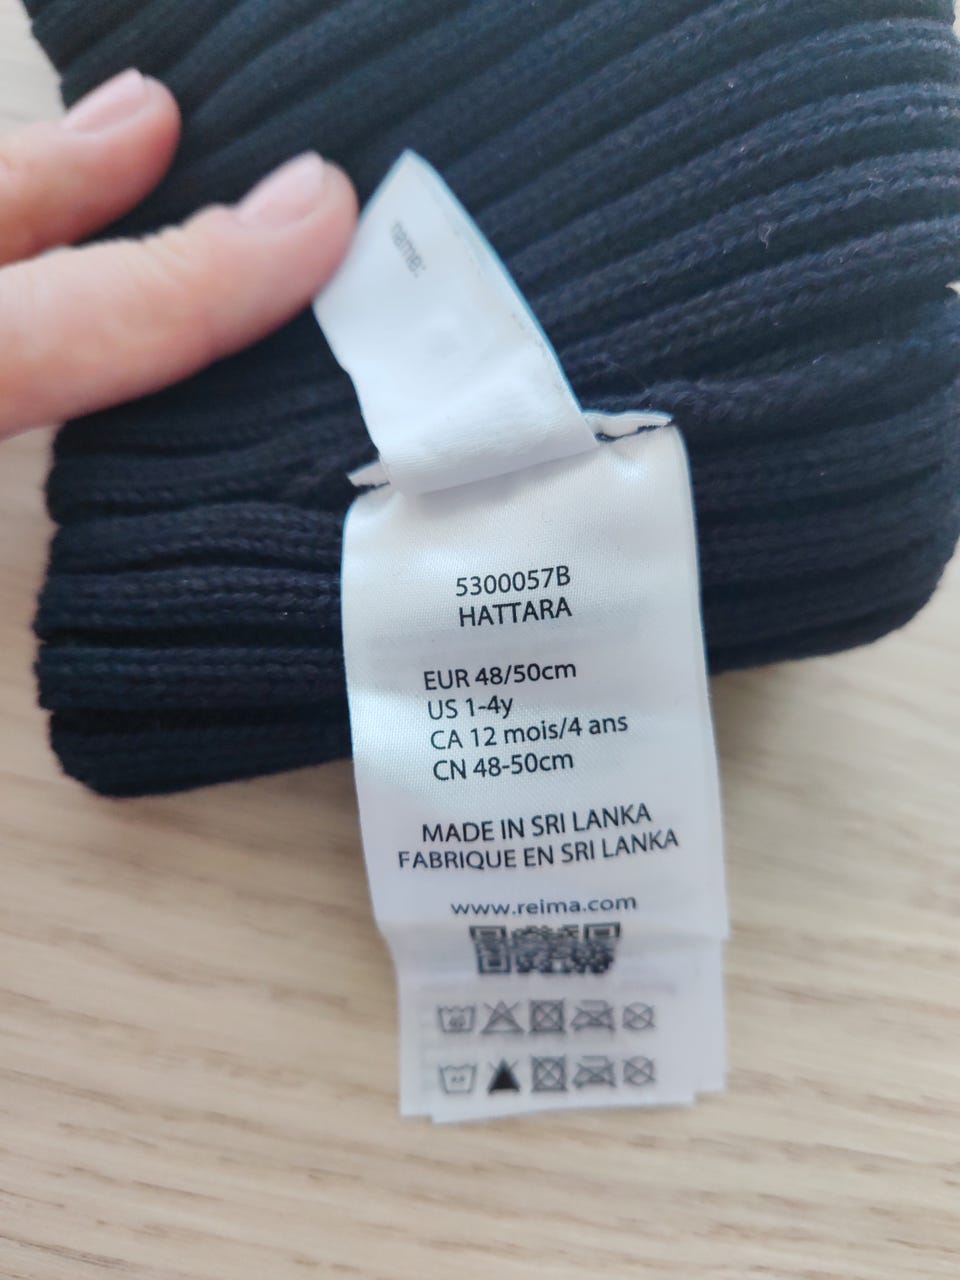 name:
5300057B
HATTARA
EUR 48/50cm
US 1-4y
CA 12 mois/4 ans
CN 48-50cm
MADE IN SRI LANKA
FABRIQUE EN SRI LANKA
www.reima.com